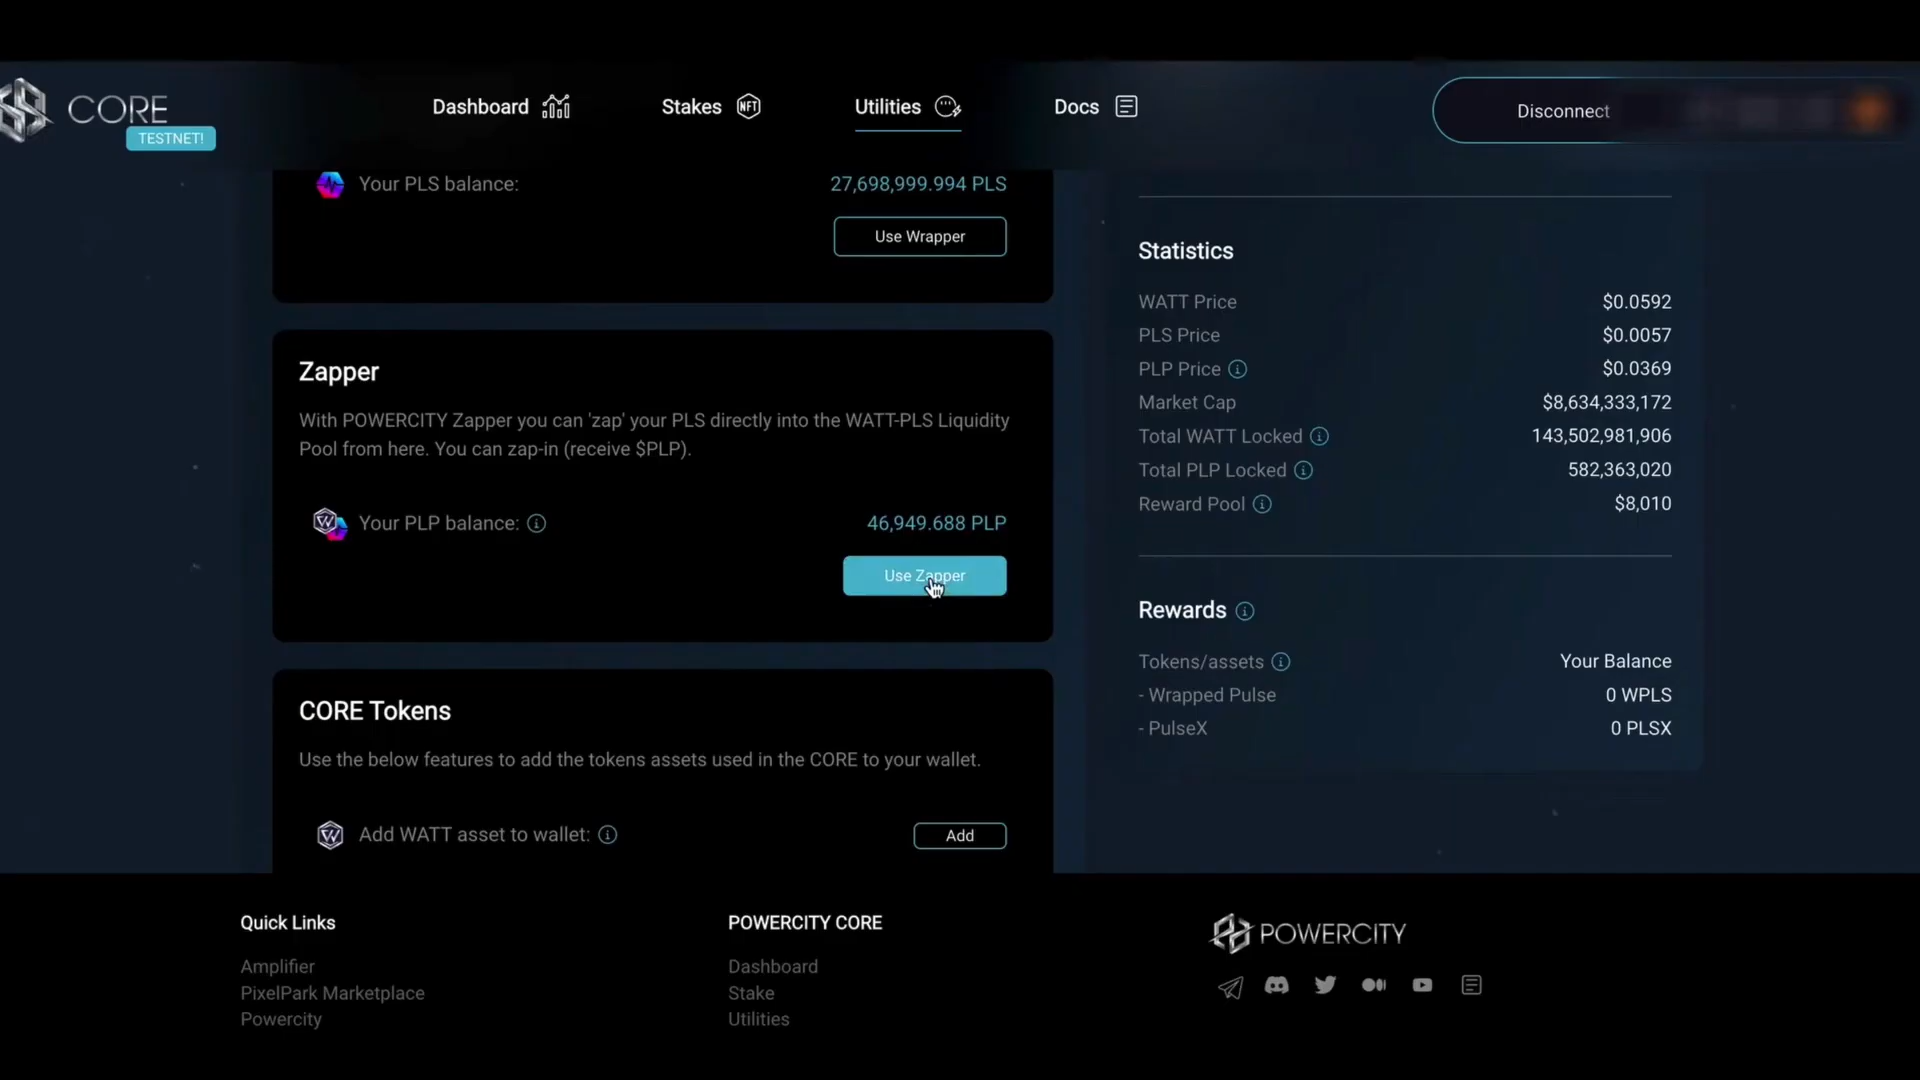 CORE
TESTNET!
Dashboard
Stakes
NFT
Utilities
Docs
Disconnect
Your PLS balance:
27,698,999.994 PLS
Use Wrapper
Zapper
With POWERCITY Zapper you can 'zap' your PLS directly into the WATT-PLS Liquidity
Pool from here. You can zap-in (receive $PLP).
Your PLP balance:
46,949.688 PLP
Use Zapper
CORE Tokens
Use the below features to add the tokens assets used in the CORE to your wallet.
Add WATT asset to wallet:
Add
Statistics
WATT Price
$0.0592
PLS Price
$0.0057
PLP Price
$0.0369
Market Cap
$8,634,333,172
Total WATT Locked
143,502,981,906
Total PLP Locked
582,363,020
Reward Pool
$8,010
Rewards
Tokens/assets
Your Balance
- Wrapped Pulse
0 WPLS
- PulseX
0 PLSX
Quick Links
Amplifier
PixelPark Marketplace
Powercity
POWERCITY CORE
Dashboard
Stake
Utilities
POWERCITY